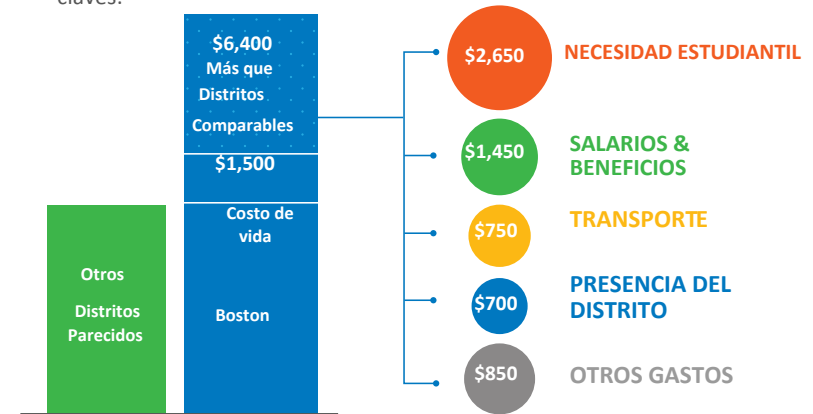 claves:
$6,400
Más que
Distritos
Comparables
$1,500
Costo de
vida
Boston
Otros
Distritos
Parecidos
$2,650
NECESIDAD ESTUDIANTIL
$1,450
SALARIOS &
BENEFICIOS
$750
TRANSPORTE
$700
PRESENCIA DEL
DISTRITO
$850
OTROS GASTOS